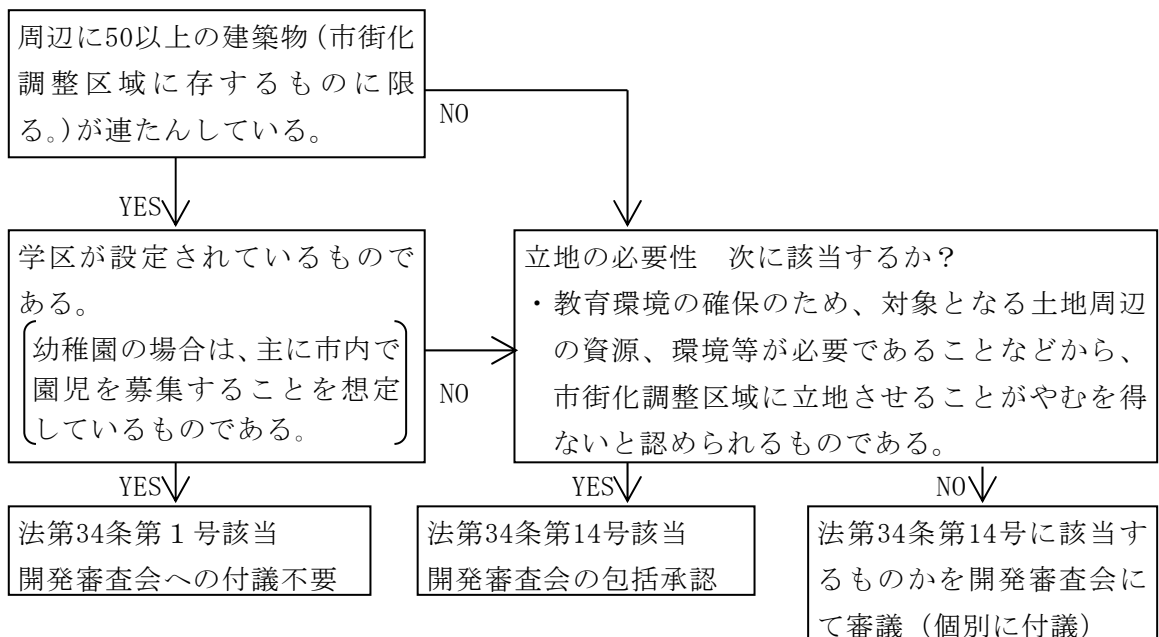 周辺に50以上の建築物(市街化
調整区域に存するものに限
る。)が連たんしている。
NO
YES
学区が設定されているもので
ある。
幼稚園の場合は、主に市内で
園児を募集することを想定
しているものである。
NO
立地の必要性　次に該当するか?
・教育環境の確保のため、対象となる土地周辺
の資源、環境等が必要であることなどから、
市街化調整区域に立地させることがやむを得
ないと認められるものである。
YES
YES
NO
法第34条第1号該当
開発審査会への付議不要
法第34条第14号該当
開発審査会の包括承認
法第34条第14号に該当す
るものかを開発審査会に
て審議(個別に付議)